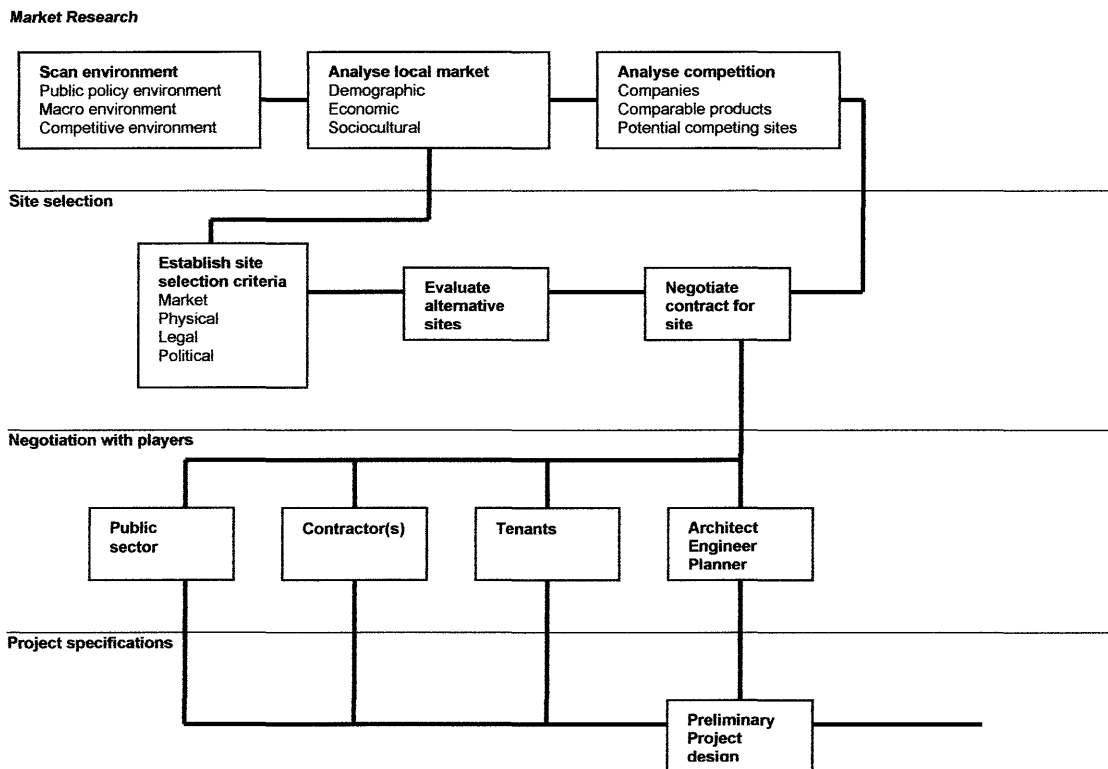 Market Research
Scan environment
Public policy environment
Macro environment
Competitive environment
Analyse local market
Demographic
Economic
Sociocultural
Analyse competition
Companies
Comparable products
Potential competing sites
Site selection
Establish site
selection criteria
Market
Physical
Legal
Political
Evaluate
alternative
sites
Negotiate
contract for
site
Negotiation with players
Public
sector
Contractor(s)
Tenants
Architect
Engineer
Planner
Project specifications
Preliminary
Project
design